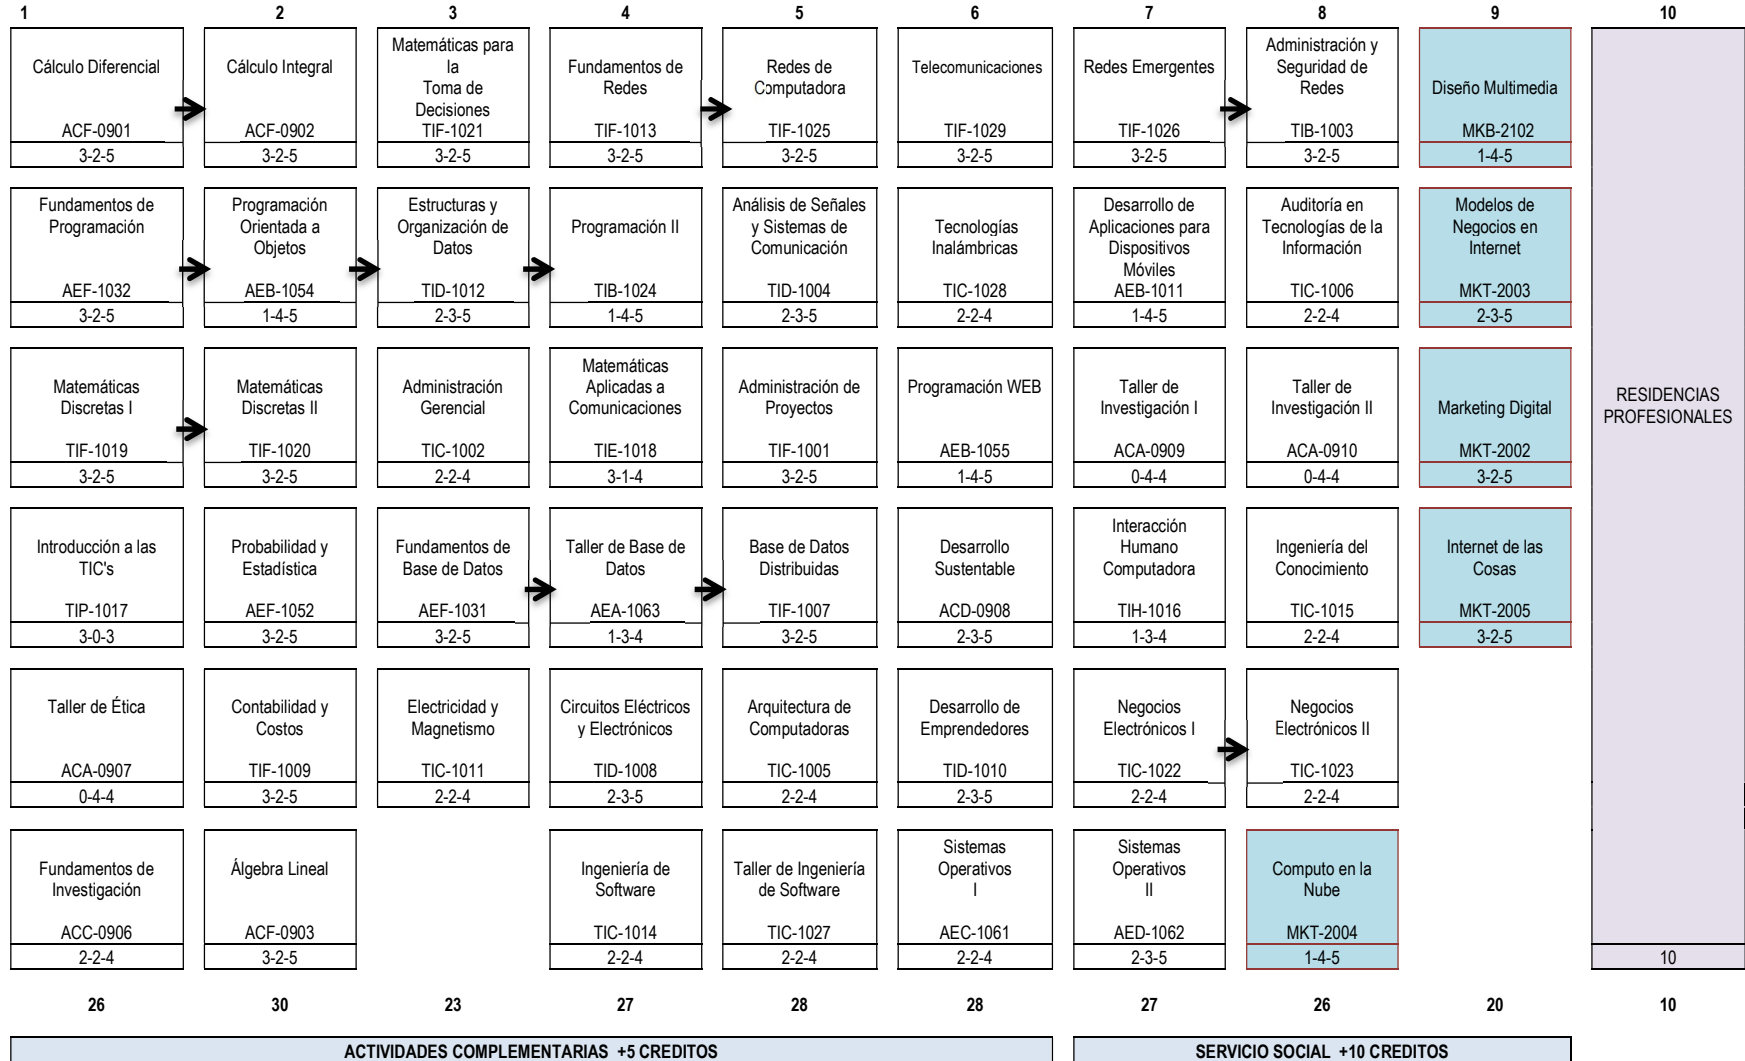 1 2 3 4 5 6 7 8 9 10
Cálculo Diferencial
ACF-0901
3-2-5
Cálculo Integral
ACF-0902
3-2-5
Matemáticas para
la
Toma de
Decisiones
TIF-1021
3-2-5
Fundamentos de
Redes
TIF-1013
3-2-5
Redes de
Computadora
TIF-1025
3-2-5
Telecomunicaciones
TIF-1029
3-2-5
Redes Emergentes
TIF-1026
3-2-5
Administración y
Seguridad de
Redes
TIB-1003
3-2-5
Diseño Multimedia
MKB-2102
1-4-5
Fundamentos de
Programación
AEF-1032
3-2-5
Programación
Orientada a
Objetos
AEB-1054
1-4-5
Estructuras y
Organización de
Datos
TID-1012
2-3-5
Programación II
TIB-1024
1-4-5
Análisis de Señales
y Sistemas de
Comunicación
TID-1004
2-3-5
Tecnologías
Inalámbricas
TIC-1028
2-2-4
Desarrollo de
Aplicaciones para
Dispositivos
Móviles
AEB-1011
1-4-5
Auditoría en
Tecnologías de la
Información
TIC-1006
2-2-4
Modelos de
Negocios en
Internet
MKT-2003
2-3-5
Matemáticas
Discretas I
TIF-1019
3-2-5
Matemáticas
Discretas II
TIF-1020
3-2-5
Administración
Gerencial
TIC-1002
2-2-4
Matemáticas
Aplicadas a
Comunicaciones
TIE-1018
3-1-4
Administración de
Proyectos
TIF-1001
3-2-5
Programación WEB
AEB-1055
1-4-5
Taller de
Investigación I
ACA-0909
0-4-4
Taller de
Investigación II
ACA-0910
0-4-4
Marketing Digital
MKT-2002
3-2-5
RESIDENCIAS
PROFESIONALES
Introducción a las
TIC's
TIP-1017
3-0-3
Probabilidad y
Estadística
AEF-1052
3-2-5
Fundamentos de
Base de Datos
AEF-1031
3-2-5
Taller de Base de
Datos
AEA-1063
1-3-4
Base de Datos
Distribuidas
TIF-1007
3-2-5
Desarrollo
Sustentable
ACD-0908
2-3-5
Interacción
Humano
Computadora
TIH-1016
1-3-4
Ingeniería del
Conocimiento
TIC-1015
2-2-4
Internet de las
Cosas
MKT-2005
3-2-5
Taller de Ética
ACA-0907
0-4-4
Contabilidad y
Costos
TIF-1009
3-2-5
Electricidad y
Magnetismo
TIC-1011
2-2-4
Circuitos Eléctricos
y Electrónicos
TID-1008
2-3-5
Arquitectura de
Computadoras
TIC-1005
2-2-4
Desarrollo de
Emprendedores
TID-1010
2-3-5
Negocios
Electrónicos I
TIC-1022
2-2-4
Negocios
Electrónicos II
TIC-1023
2-2-4
Fundamentos de
Investigación
ACC-0906
2-2-4
Álgebra Lineal
ACF-0903
3-2-5
Ingeniería de
Software
TIC-1014
2-2-4
Taller de Ingeniería
de Software
TIC-1027
2-2-4
Sistemas
Operativos
I
AEC-1061
2-2-4
Sistemas
Operativos
II
AED-1062
2-3-5
Computo en la
Nube
MKT-2004
1-4-5
10
26 30 23 27 28 28 27 26 20 10
ACTIVIDADES COMPLEMENTARIAS +5 CREDITOS
SERVICIO SOCIAL +10 CREDITOS